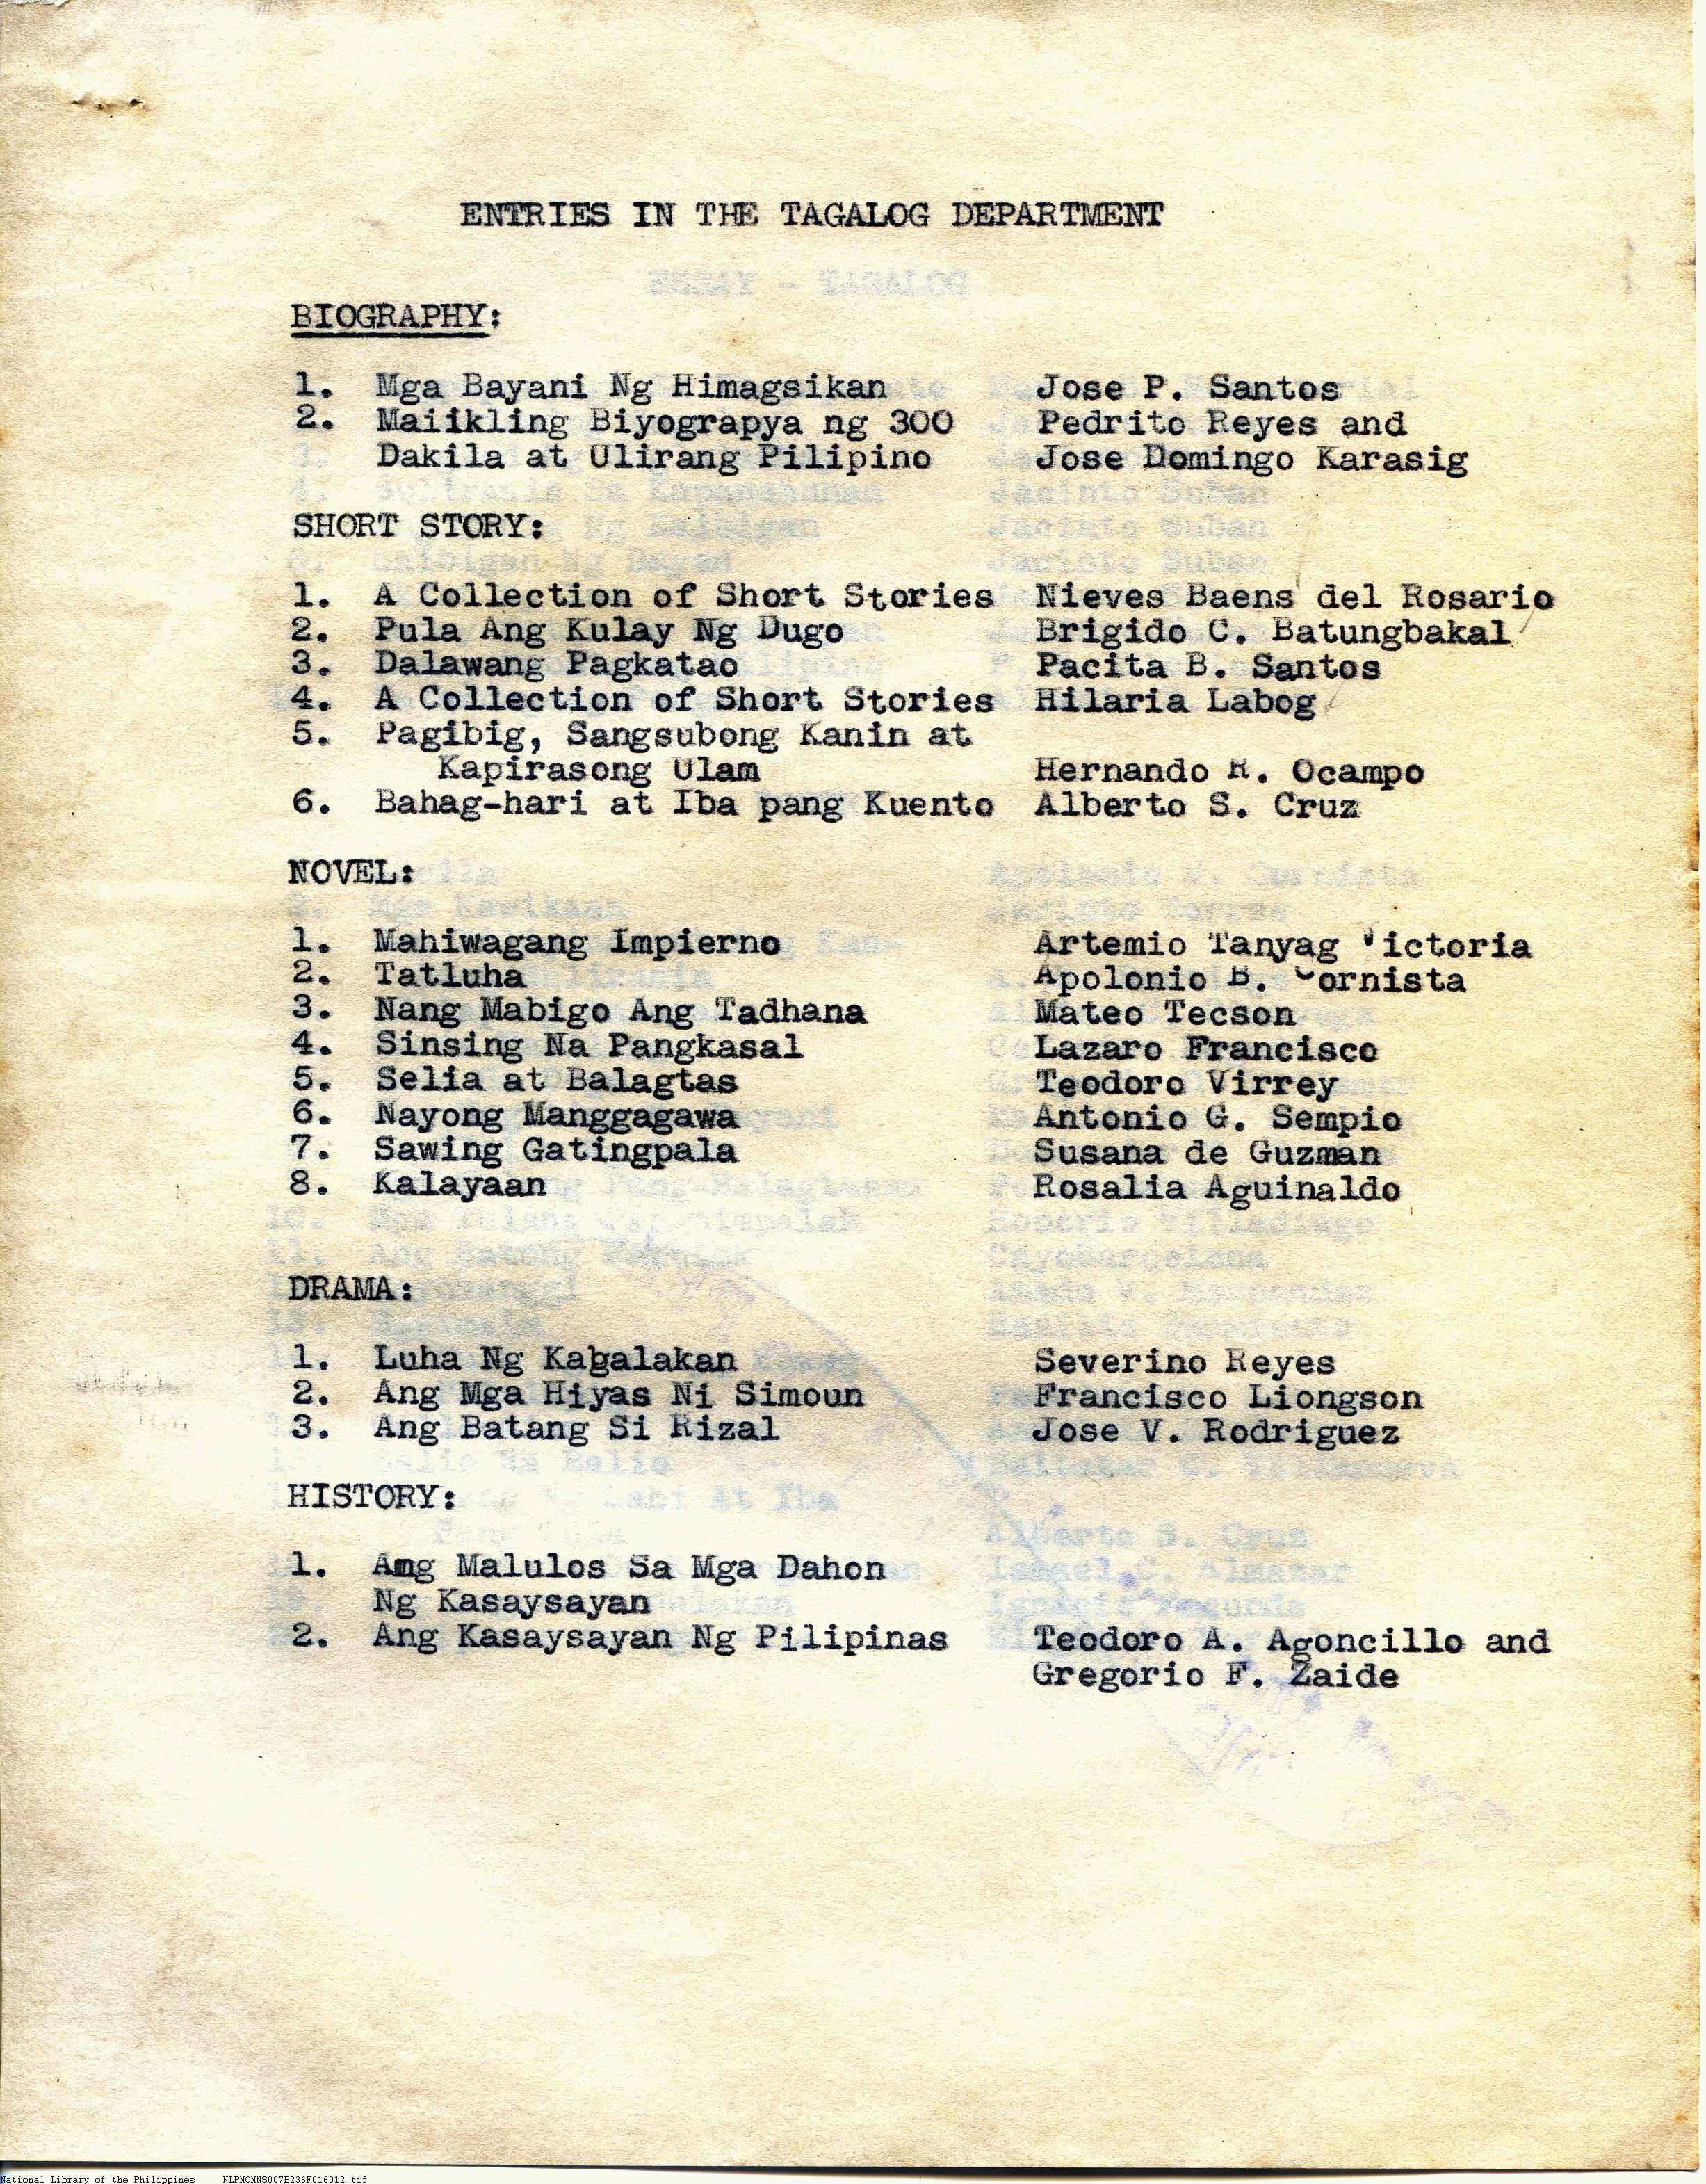 ENTRIES IN THE TAGALOG DEPARTMENT
ESSAY - TAGALOG
BIOGRAPHY:
1. Mga Bayani Ng Himagsikan Jose P. Santos
2. Maiikling Biyograpya ng 300 Pedrito Reyes and
Dakila at Ulirang Pilipino Jose Domingo Karasig
SHORT STORY:
1. A Collection of Short Stories Nieves Baens del Rosario
2. Pula Ang Kulay Ng Dugo Brigido C. Batungbakal
3. Dalawang Pagkatao Pacita B. Santos
4. A Collection of Short Stories Hilaria Labog
5. Pagibig, Sangsubong Kanin at
Kapirasong Ulam Hernando R. Ocampo
6. Bahag-hari at Iba pang Kuento Alberto S. Cruz
NOVEL:
1. Mahiwagang Impierno Artemio Tanyag Victoria
2. Tatluha Apolonio B. Cornista
3. Nang Mabigo Ang Tadhana Mateo Tecson
4. Sinsing Na Pangkasal Lazaro Francisco
5. Selia at Balagtas Teodoro Virrey
6. Nayong Manggagawa Antonio G. Sempio
7. Sawing Gatingpala Susana de Guzman
8. Kalayaan Rosalia Aguinaldo
DRAMA:
1. Luha Ng Kagalakan Severino Reyes
2. Ang Mga Hiyas Ni Simoun Francisco Liongson
3. Ang Batang Si Rizal Jose V. Rodriguez
HISTORY:
1. Ang Malulos Sa Mga Dahon
Ng Kasaysayan
2. Ang Kasaysayan Ng Pilipinas Teodoro A. Agoncillo and
Gregorio F. Zaide
National Library of the Philippines NLPMQMNS007B236F016012.tif